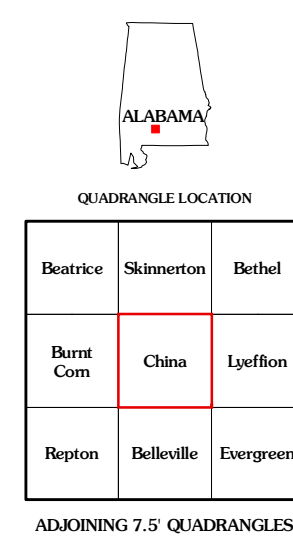 ALABAMA
QUADRANGLE LOCATION
Beatrice Skinnerton Bethel
Burnt
Corn China Lyeffion
Repton Belleville Evergreen
ADJOINING 7.5' QUADRANGLES